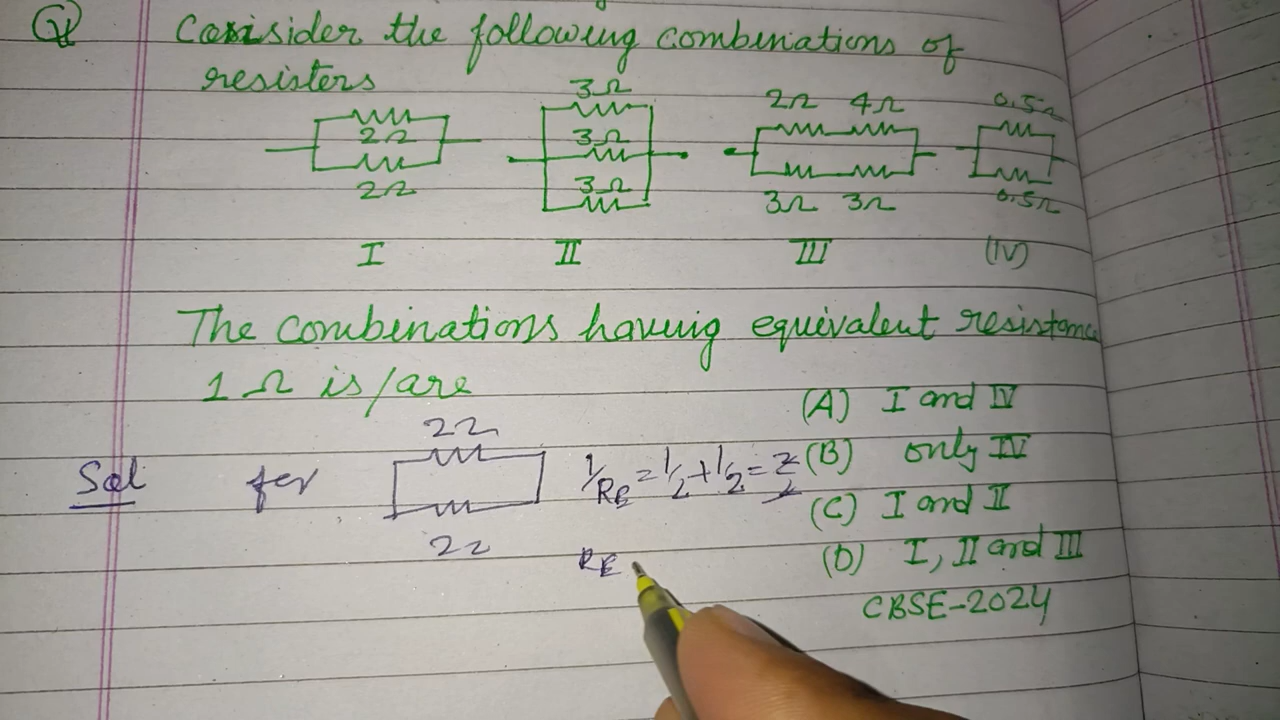 Q
Consider the following combinations of
resisters
2Ω
2Ω
I
3Ω
3Ω
3Ω
II
2Ω 4Ω
3Ω 3Ω
III
0.5Ω
0.5Ω
(IV)
The combinations having equivalent resistance
1 Ω is/are
(A) I and IV
(B) only IV
(C) I and II
(D) I, II and III
CBSE-2024
Sol for
2Ω
2Ω
1/RE = 1/2 + 1/2 = 2/2
RE